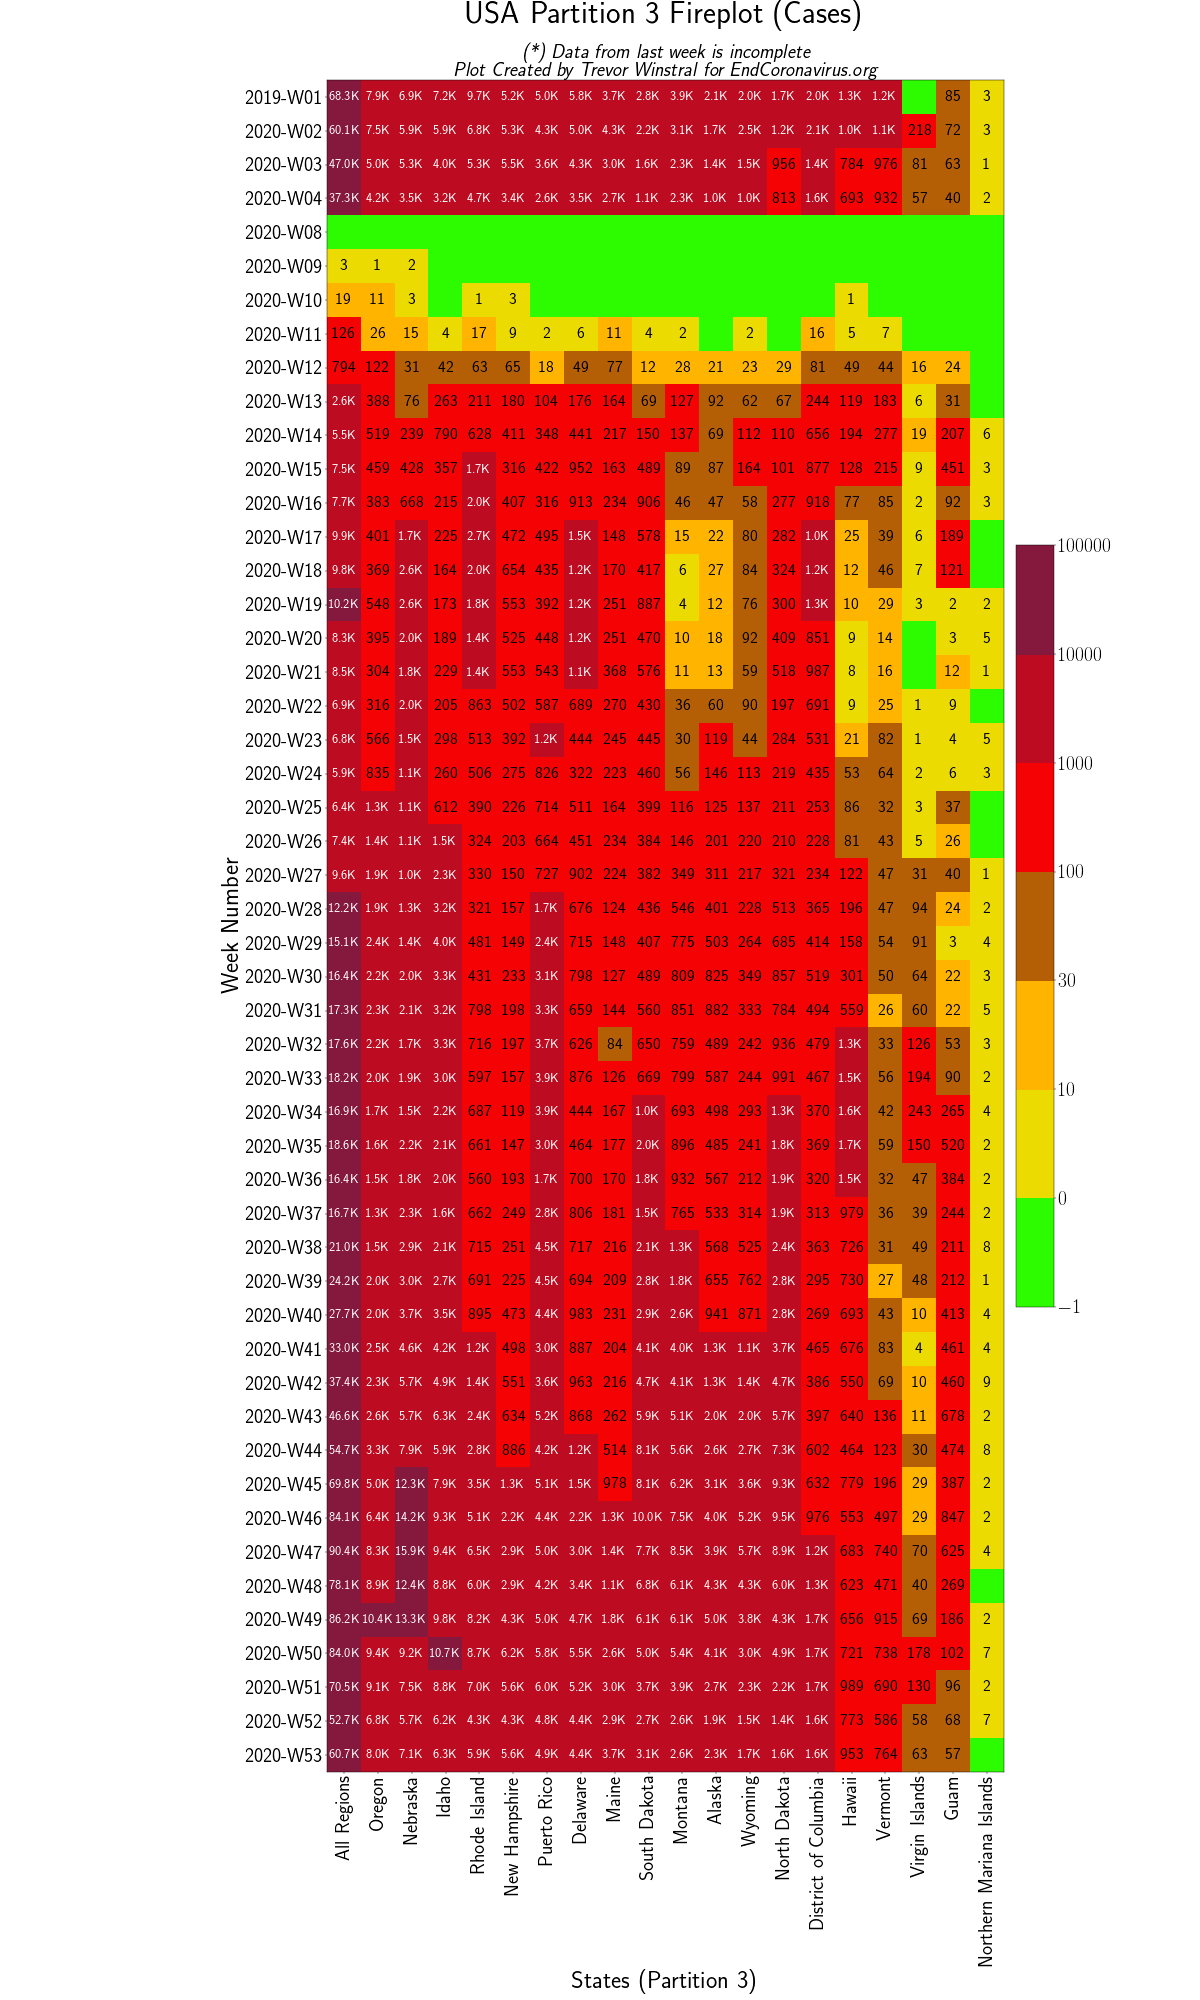 USA Partition 3 Fireplot (Cases)
(*) Data from last week is incomplete
Plot Created by Trevor Winstral for EndCoronavirus.org
2019-W01 68.3K 7.9K 6.9K 7.2K 9.7K 5.2K 5.0K 5.8K 3.7K 2.8K 3.9K 2.1K 2.0K 1.7K 2.0K 1.3K 1.2K 85 3
2020-W02 60.1K 7.5K 5.9K 5.9K 6.8K 5.3K 4.3K 5.0K 4.3K 2.2K 3.1K 1.7K 2.5K 1.2K 2.1K 1.0K 1.1K 218 72 3
2020-W03 47.0K 5.0K 5.3K 4.0K 5.3K 5.5K 3.6K 4.3K 3.0K 1.6K 2.3K 1.4K 1.5K 956 1.4K 784 976 81 63 1
2020-W04 37.3K 4.2K 3.5K 3.2K 4.7K 3.4K 2.6K 3.5K 2.7K 1.1K 2.3K 1.0K 1.0K 813 1.6K 693 932 57 40 2
2020-W08
2020-W09 3 1 2
2020-W10 19 11 3 1 3 1
2020-W11 126 26 15 4 17 9 2 6 11 4 2 2 16 5 7
2020-W12 794 122 31 42 63 65 18 49 77 12 28 21 23 29 81 49 44 16 24
2020-W13 2.6K 388 76 263 211 180 104 176 164 69 127 92 62 67 244 119 183 6 31
2020-W14 5.5K 519 239 790 628 411 348 441 217 150 137 69 112 110 656 194 277 19 207 6
2020-W15 7.5K 459 428 357 1.7K 316 422 952 163 489 89 87 164 101 877 128 215 9 451 3
2020-W16 7.7K 383 668 215 2.0K 407 316 913 234 906 46 47 58 277 918 77 85 2 92 3
2020-W17 9.9K 401 1.7K 225 2.7K 472 495 1.5K 148 578 15 22 80 282 1.0K 25 39 6 189
2020-W18 9.8K 369 2.6K 164 2.0K 654 435 1.2K 170 417 6 27 84 324 1.2K 12 46 7 121
2020-W19 10.2K 548 2.6K 173 1.8K 553 392 1.2K 251 887 4 12 76 300 1.3K 10 29 3 2 2
2020-W20 8.3K 395 2.0K 189 1.4K 525 448 1.2K 251 470 10 18 92 409 851 9 14 3 5
2020-W21 8.5K 304 1.8K 229 1.4K 553 543 1.1K 368 576 11 13 59 518 987 8 16 12 1
2020-W22 6.9K 316 2.0K 205 863 502 587 689 270 430 36 60 90 197 691 9 25 1 9
2020-W23 6.8K 566 1.5K 298 513 392 1.2K 444 245 445 30 119 44 284 531 21 82 1 4 5
2020-W24 5.9K 835 1.1K 260 506 275 826 322 223 460 56 146 113 219 435 53 64 2 6 3
2020-W25 6.4K 1.3K 1.1K 612 390 226 714 511 164 399 116 125 137 211 253 86 32 3 37
2020-W26 7.4K 1.4K 1.1K 1.5K 324 203 664 451 234 384 146 201 220 210 228 81 43 5 26
2020-W27 9.6K 1.9K 1.0K 2.3K 330 150 727 902 224 382 349 311 217 321 234 122 47 31 40 1
2020-W28 12.2K 1.9K 1.3K 3.2K 321 157 1.7K 676 124 436 546 401 228 513 365 196 47 94 24 2
2020-W29 15.1K 2.4K 1.4K 4.0K 481 149 2.4K 715 148 407 775 503 264 685 414 158 54 91 3 4
2020-W30 16.4K 2.2K 2.0K 3.3K 431 233 3.1K 798 127 489 809 825 349 857 519 301 50 64 22 3
2020-W31 17.3K 2.3K 2.1K 3.2K 798 198 3.3K 659 144 560 851 882 333 784 494 559 26 60 22 5
2020-W32 17.6K 2.2K 1.7K 3.3K 716 197 3.7K 626 84 650 759 489 242 936 479 1.3K 33 126 53 3
2020-W33 18.2K 2.0K 1.9K 3.0K 597 157 3.9K 876 126 669 799 587 244 991 467 1.5K 56 194 90 2
2020-W34 16.9K 1.7K 1.5K 2.2K 687 119 3.9K 444 167 1.0K 693 498 293 1.3K 370 1.6K 42 243 265 4
2020-W35 18.6K 1.6K 2.2K 2.1K 661 147 3.0K 464 177 2.0K 896 485 241 1.8K 369 1.7K 59 150 520 2
2020-W36 16.4K 1.5K 1.8K 2.0K 560 193 1.7K 700 170 1.8K 932 567 212 1.9K 320 1.5K 32 47 384 2
2020-W37 16.7K 1.3K 2.3K 1.6K 662 249 2.8K 806 181 1.5K 765 533 314 1.9K 313 979 36 39 244 2
2020-W38 21.0K 1.5K 2.9K 2.1K 715 251 4.5K 717 216 2.1K 1.3K 568 525 2.4K 363 726 31 49 211 8
2020-W39 24.2K 2.0K 3.0K 2.7K 691 225 4.5K 694 209 2.8K 1.8K 655 762 2.8K 295 730 27 48 212 1
2020-W40 27.7K 2.0K 3.7K 3.5K 895 473 4.4K 983 231 2.9K 2.6K 941 871 2.8K 269 693 43 10 413 4
2020-W41 33.0K 2.5K 4.6K 4.2K 1.2K 498 3.0K 887 204 4.1K 4.0K 1.3K 1.1K 3.7K 465 676 83 4 461 4
2020-W42 37.4K 2.3K 5.7K 4.9K 1.4K 551 3.6K 963 216 4.7K 4.1K 1.3K 1.4K 4.7K 386 550 69 10 460 9
2020-W43 46.6K 2.6K 5.7K 6.3K 2.4K 634 5.2K 868 262 5.9K 5.1K 2.0K 2.0K 5.7K 397 640 136 11 678 2
2020-W44 54.7K 3.3K 7.9K 5.9K 2.8K 886 4.2K 1.2K 514 8.1K 5.6K 2.6K 2.7K 7.3K 602 464 123 30 474 8
2020-W45 69.8K 5.0K 12.3K 7.9K 3.5K 1.3K 5.1K 1.5K 978 8.1K 6.2K 3.1K 3.6K 9.3K 632 779 196 29 387 2
2020-W46 84.1K 6.4K 14.2K 9.3K 5.1K 2.2K 4.4K 2.2K 1.3K 10.0K 7.5K 4.0K 5.2K 9.5K 976 553 497 29 847 2
2020-W47 90.4K 8.3K 15.9K 9.4K 6.5K 2.9K 5.0K 3.0K 1.4K 7.7K 8.5K 3.9K 5.7K 8.9K 1.2K 683 740 70 625 4
2020-W48 78.1K 8.9K 12.4K 8.8K 6.0K 2.9K 4.2K 3.4K 1.1K 6.8K 6.1K 4.3K 4.3K 6.0K 1.3K 623 471 40 269
2020-W49 86.2K 10.4K 13.3K 9.8K 8.2K 4.3K 5.0K 4.7K 1.8K 6.1K 6.1K 5.0K 3.8K 4.3K 1.7K 656 915 69 186 2
2020-W50 84.0K 9.4K 9.2K 10.7K 8.7K 6.2K 5.8K 5.5K 2.6K 5.0K 5.4K 4.1K 3.0K 4.9K 1.7K 721 738 178 102 7
2020-W51 70.5K 9.1K 7.5K 8.8K 7.0K 5.6K 6.0K 5.2K 3.0K 3.7K 3.9K 2.7K 2.3K 2.2K 1.7K 989 690 130 96 2
2020-W52 52.7K 6.8K 5.7K 6.2K 4.3K 4.3K 4.8K 4.4K 2.9K 2.7K 2.6K 1.9K 1.5K 1.4K 1.6K 773 586 58 68 7
2020-W53 60.7K 8.0K 7.1K 6.3K 5.9K 5.6K 4.9K 4.4K 3.7K 3.1K 2.6K 2.3K 1.7K 1.6K 1.6K 953 764 63 57
Week Number
All Regions
Oregon
Nebraska
Idaho
Rhode Island
New Hampshire
Puerto Rico
Delaware
Maine
South Dakota
Montana
Alaska
Wyoming
North Dakota
District of Columbia
Hawaii
Vermont
Virgin Islands
Guam
Northern Mariana Islands
States (Partition 3)
100000
10000
1000
100
30
10
0
−1